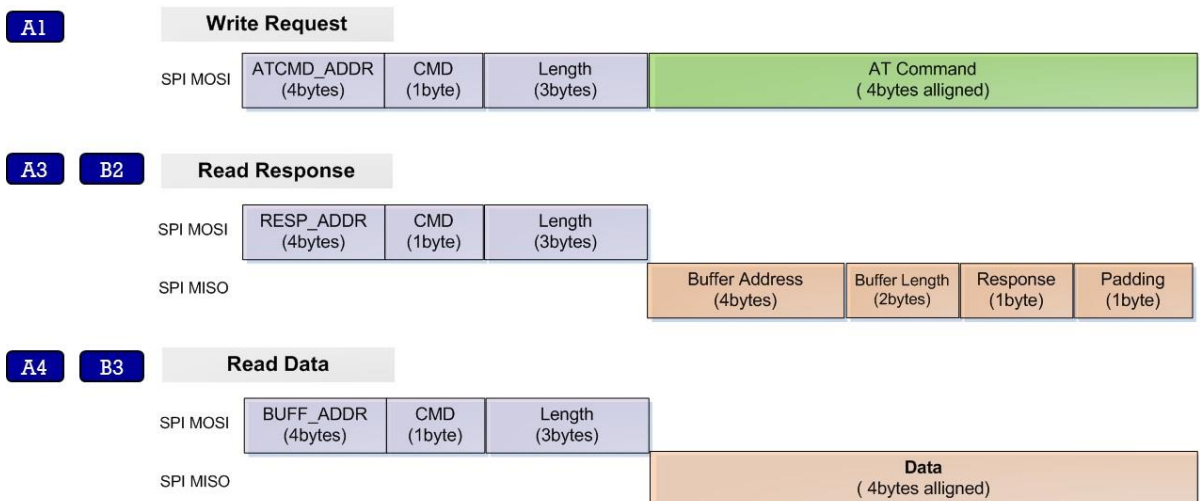 A1 Write Request
SPI MOSI ATCMD_ADDR CMD Length AT Command
(4bytes) (1byte) (3bytes) ( 4bytes alligned)
A3 B2 Read Response
SPI MOSI RESP_ADDR CMD Length
(4bytes) (1byte) (3bytes)
SPI MISO Buffer Address Buffer Length Response Padding
(4bytes) (2bytes) (1byte) (1byte)
A4 B3 Read Data
SPI MOSI BUFF_ADDR CMD Length
(4bytes) (1byte) (3bytes)
SPI MISO Data
( 4bytes alligned)